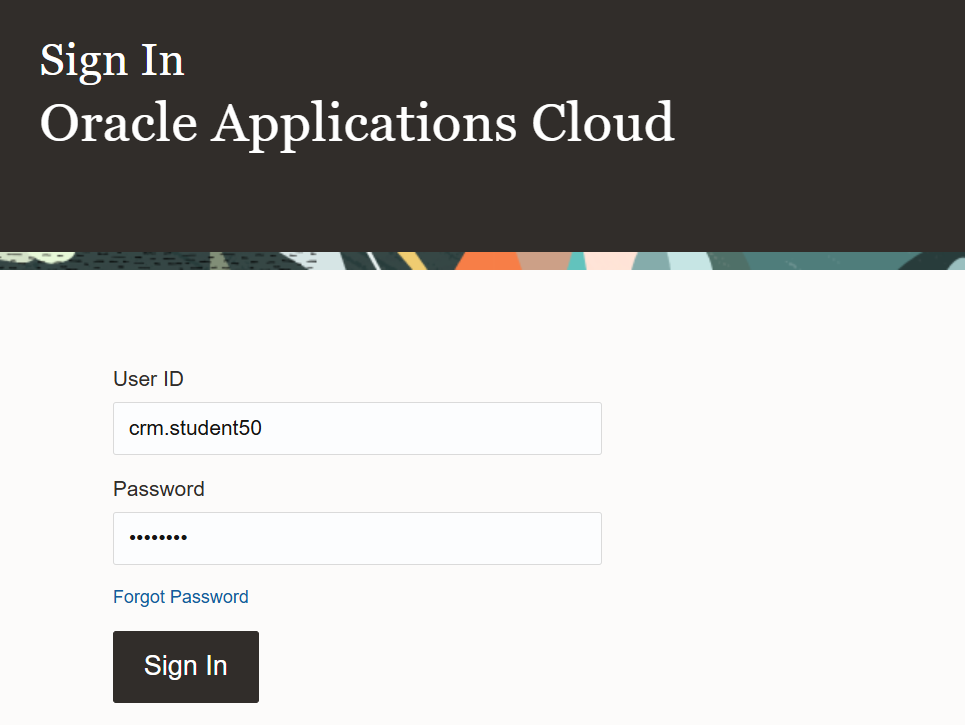 Sign In
Oracle Applications Cloud
User ID
crm.student50
Password
••••••••
Forgot Password
Sign In